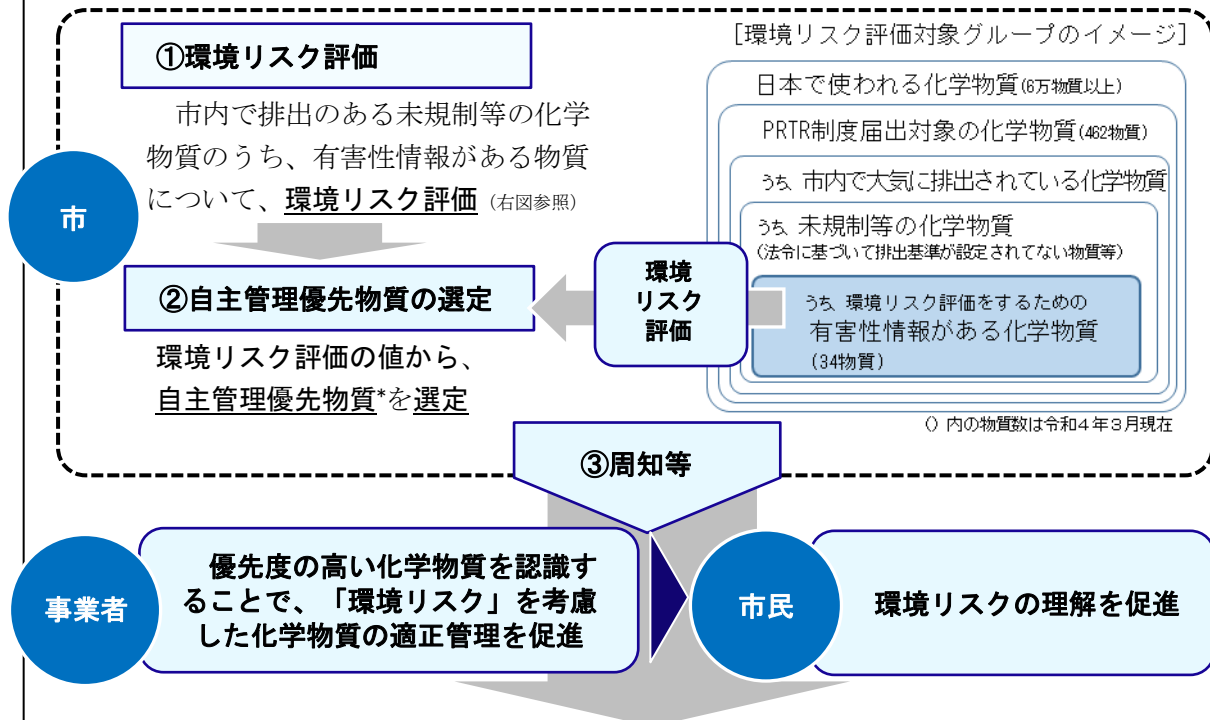 ①環境リスク評価
市内で排出のある未規制等の化学
物質のうち、有害性情報がある物質
について、環境リスク評価（右図参照）
市
②自主管理優先物質の選定
環境リスク評価の値から、
自主管理優先物質*を選定
環境
リスク
評価
[環境リスク評価対象グループのイメージ]
日本で使われる化学物質(6万物質以上)
PRTR制度届出対象の化学物質(462物質)
うち、市内で大気に排出されている化学物質
うち、未規制等の化学物質
(法令に基づいて排出基準が設定されてない物質等)
うち、環境リスク評価をするための
有害性情報がある化学物質
(34物質)
()内の物質数は令和4年3月現在
③周知等
事業者
優先度の高い化学物質を認識す
ることで、「環境リスク」を考慮
した化学物質の適正管理を促進
市民
環境リスクの理解を促進